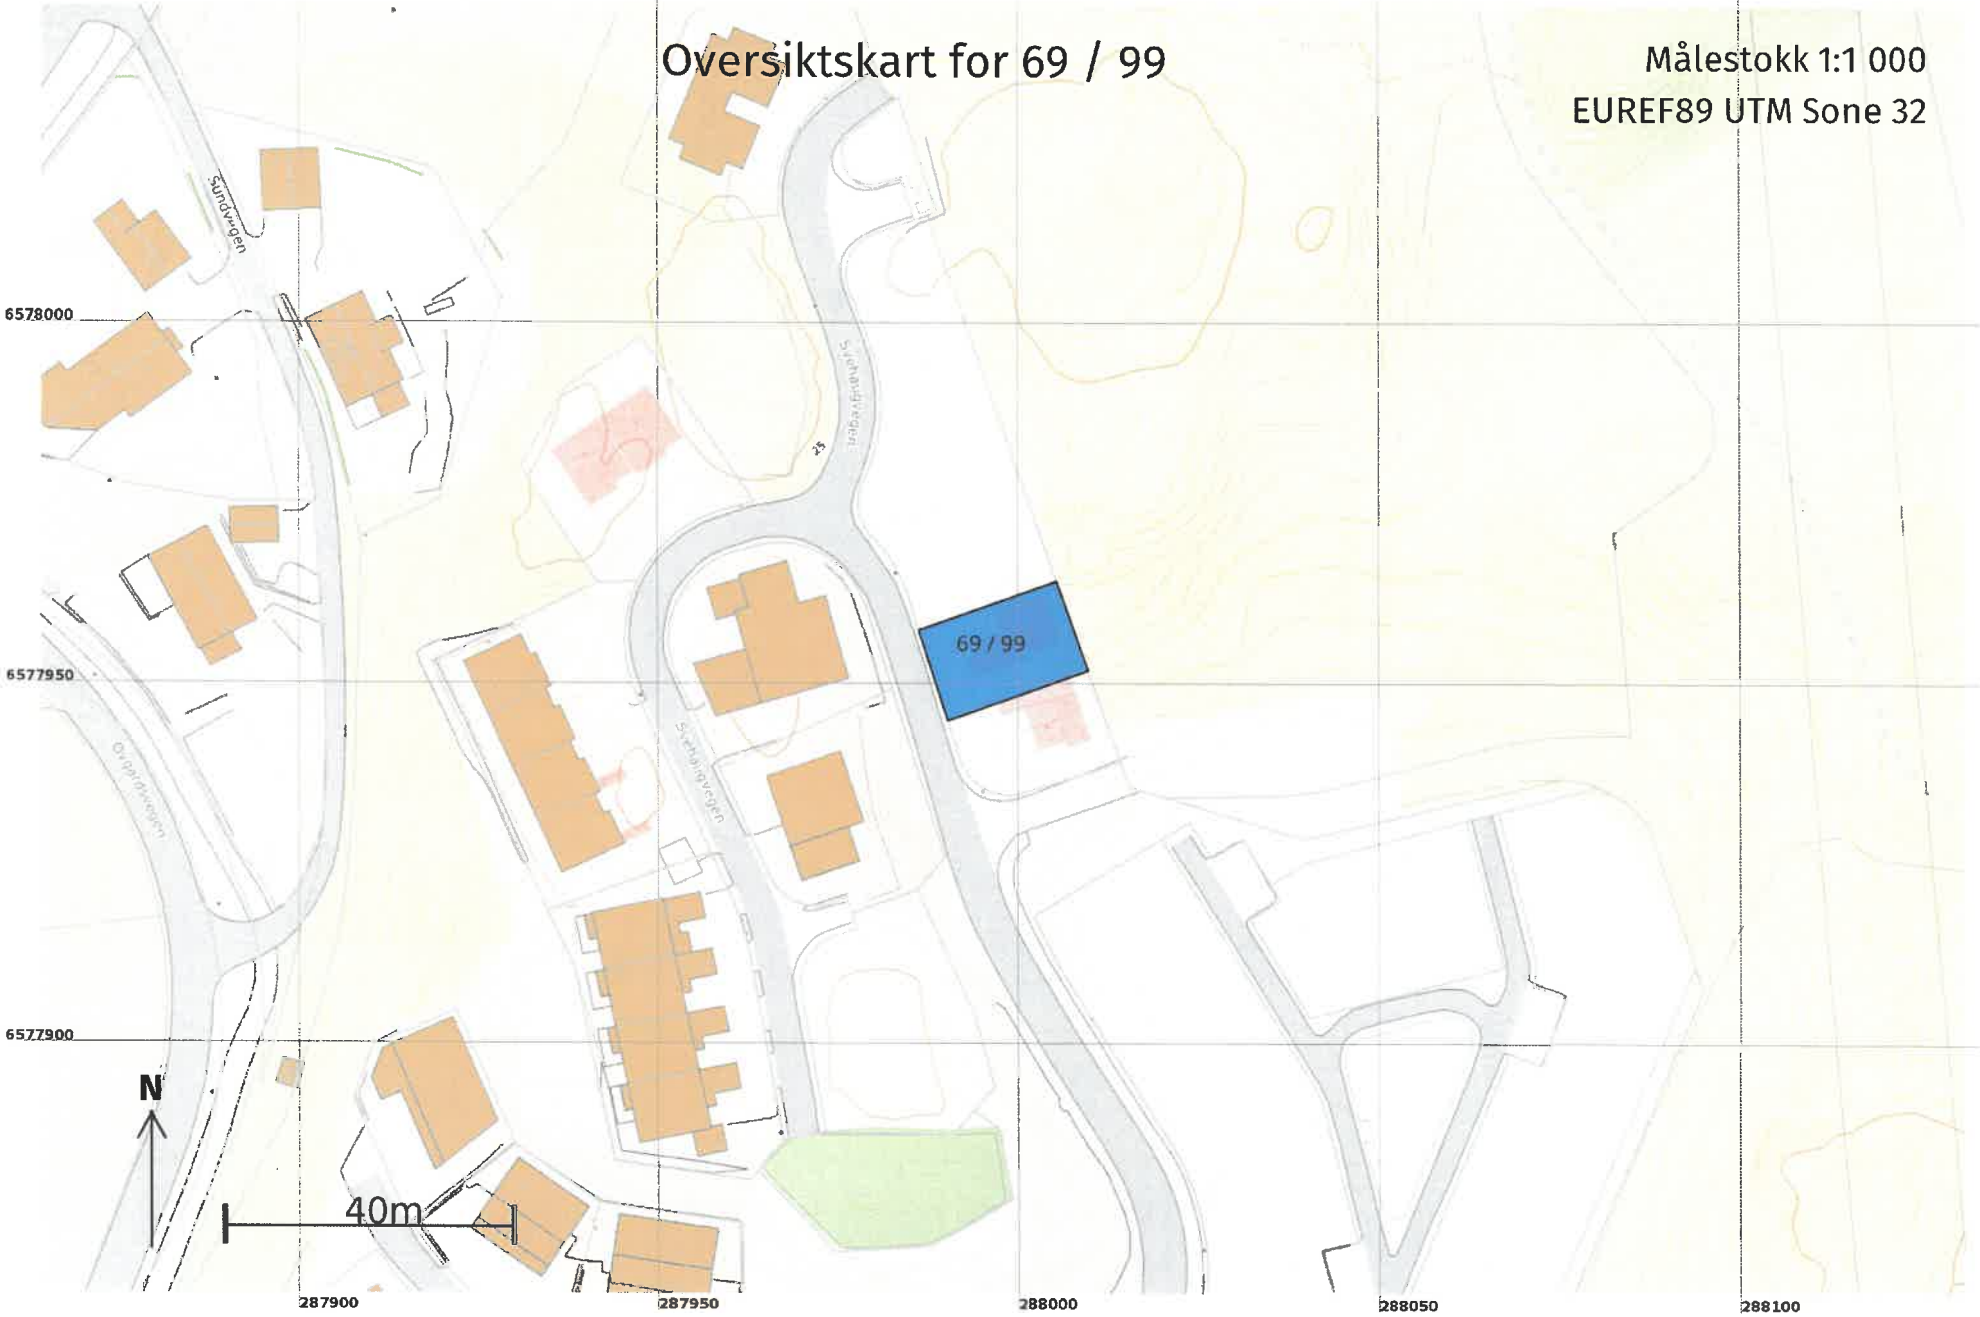 Oversiktskart for 69 / 99
Målestokk 1:1 000
EUREF89 UTM Sone 32
Sundvegen
6578000
Svehaugvegen
25
69 / 99
6577950
Svehaugvegen
Ovgardsvegen
6577900
N
40m
287900
287950
288000
288050
288100